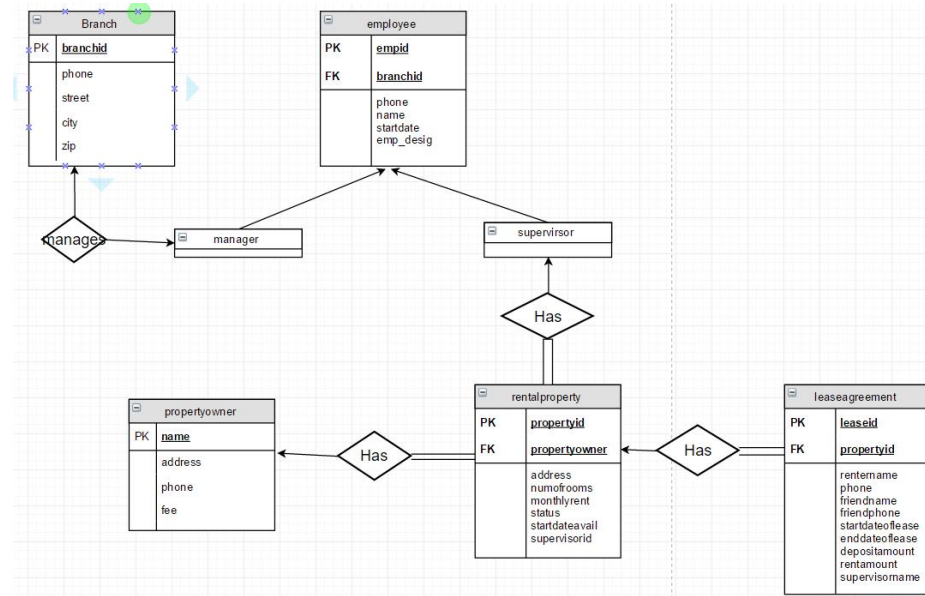 Branch
PK branchid
phone
street
city
zip
employee
PK empid
FK branchid
phone
name
startdate
emp_desig
manages
manager
supervirsor
Has
propertyowner
PK name
address
phone
fee
Has
rentalproperty
PK propertyid
FK propertyowner
address
numofrooms
monthlyrent
status
startdateavail
supervisorid
Has
leaseagreement
PK leaseid
FK propertyid
rentername
phone
friendname
friendphone
startdateoflease
enddateoflease
depositamount
rentamount
supervisorname